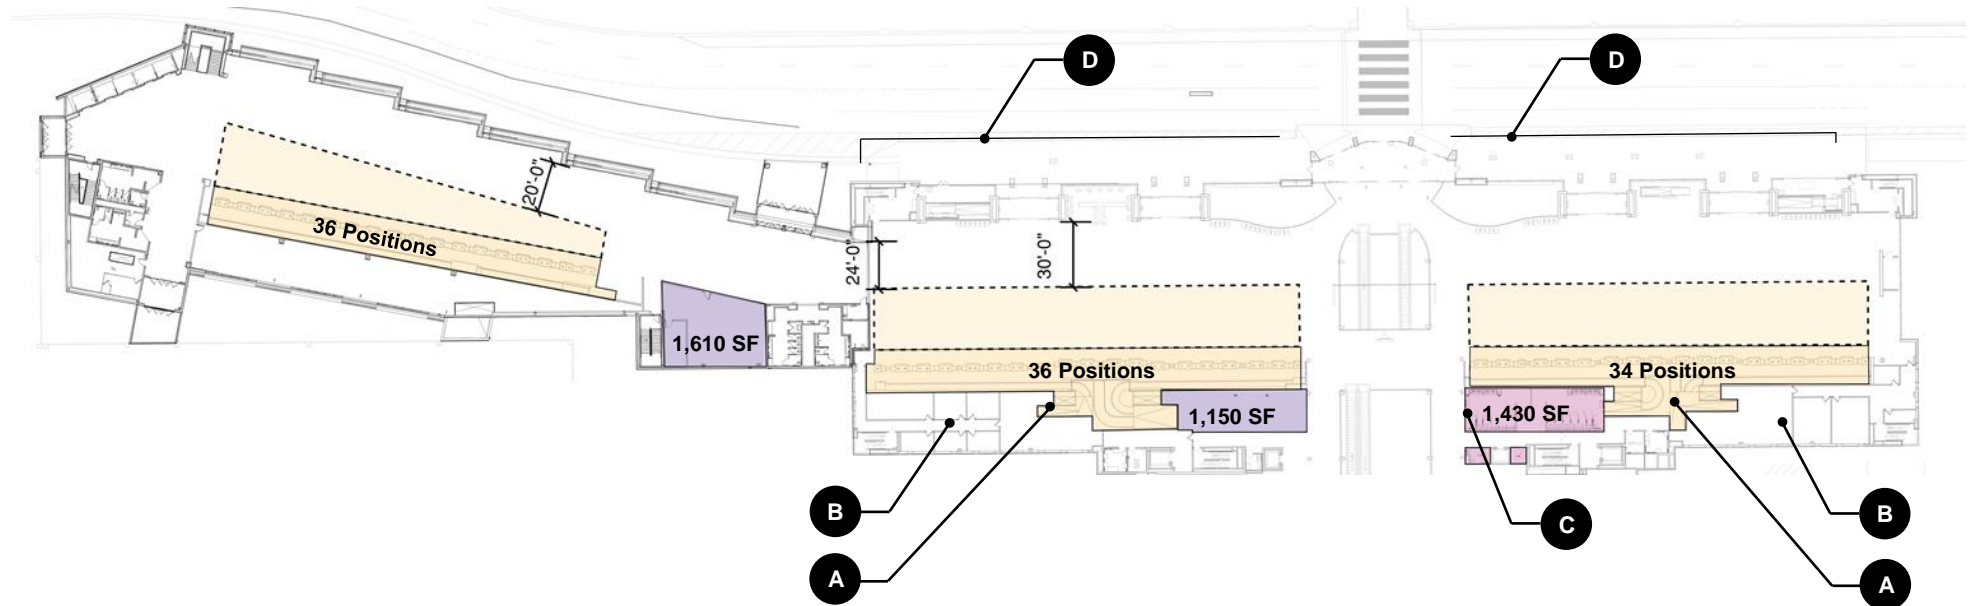 D
D
20'-0"
36 Positions
24'-0"
30'-0"
1,610 SF
36 Positions
34 Positions
1,150 SF
1,430 SF
B
C
B
A
A